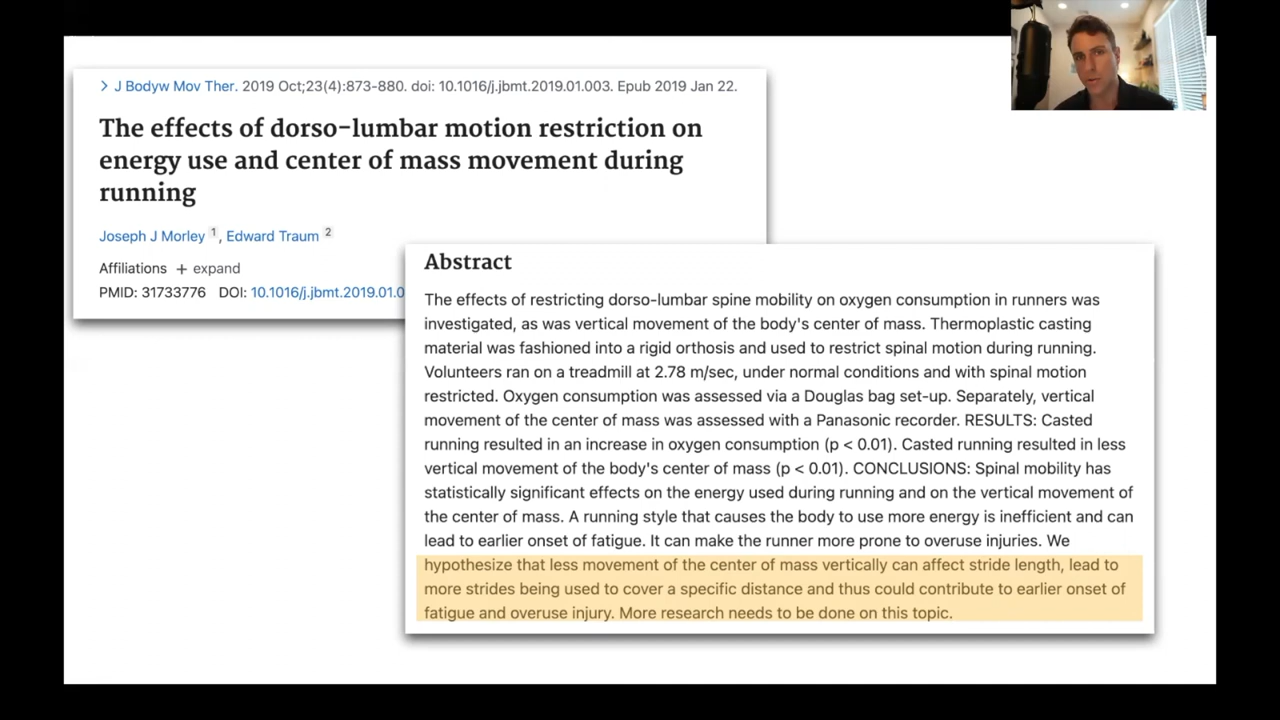 > J Bodyw Mov Ther. 2019 Oct;23(4):873-880. doi: 10.1016/j.jbmt.2019.01.003. Epub 2019 Jan 22.
The effects of dorso-lumbar motion restriction on
energy use and center of mass movement during
running
Joseph J Morley 1, Edward Traum 2
Affiliations + expand
PMID: 31733776 DOI: 10.1016/j.jbmt.2019.01.0
Abstract
The effects of restricting dorso-lumbar spine mobility on oxygen consumption in runners was
investigated, as was vertical movement of the body's center of mass. Thermoplastic casting
material was fashioned into a rigid orthosis and used to restrict spinal motion during running.
Volunteers ran on a treadmill at 2.78 m/sec, under normal conditions and with spinal motion
restricted. Oxygen consumption was assessed via a Douglas bag set-up. Separately, vertical
movement of the center of mass was assessed with a Panasonic recorder. RESULTS: Casted
running resulted in an increase in oxygen consumption (p < 0.01). Casted running resulted in less
vertical movement of the body's center of mass (p < 0.01). CONCLUSIONS: Spinal mobility has
statistically significant effects on the energy used during running and on the vertical movement of
the center of mass. A running style that causes the body to use more energy is inefficient and can
lead to earlier onset of fatigue. It can make the runner more prone to overuse injuries. We
hypothesize that less movement of the center of mass vertically can affect stride length, lead to
more strides being used to cover a specific distance and thus could contribute to earlier onset of
fatigue and overuse injury. More research needs to be done on this topic.